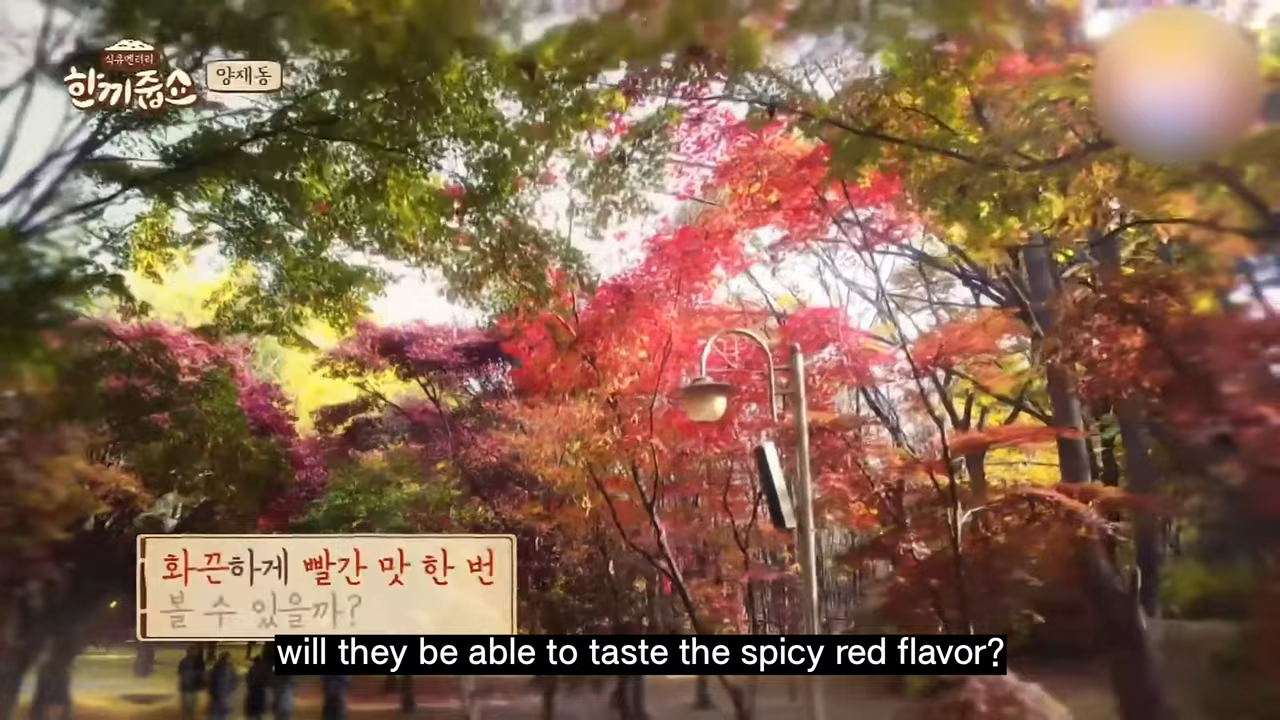 식큐멘터리
한끼줍쇼
양재동
화끈하게 빨간 맛 한 번
볼 수 있을까?
will they be able to taste the spicy red flavor?